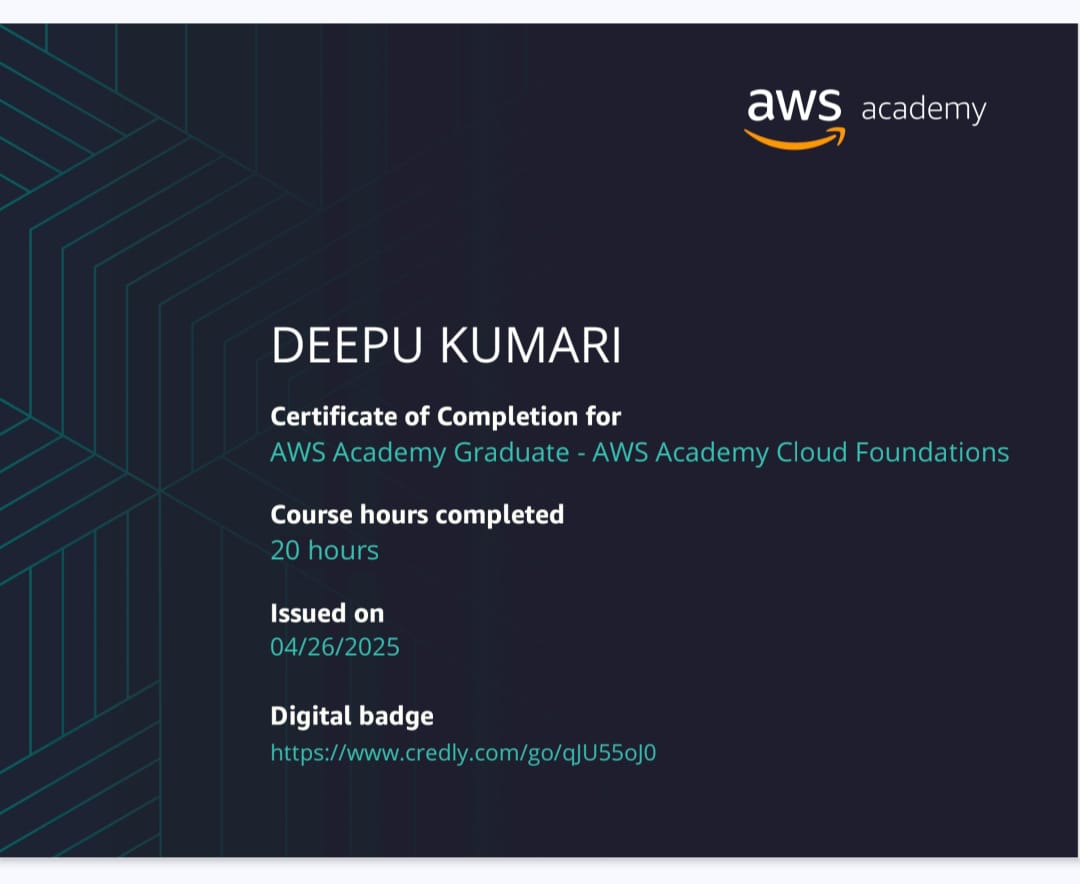 aws academy
DEEPU KUMARI
Certificate of Completion for
AWS Academy Graduate - AWS Academy Cloud Foundations
Course hours completed
20 hours
Issued on
04/26/2025
Digital badge
https://www.credly.com/go/qJU55oJ0